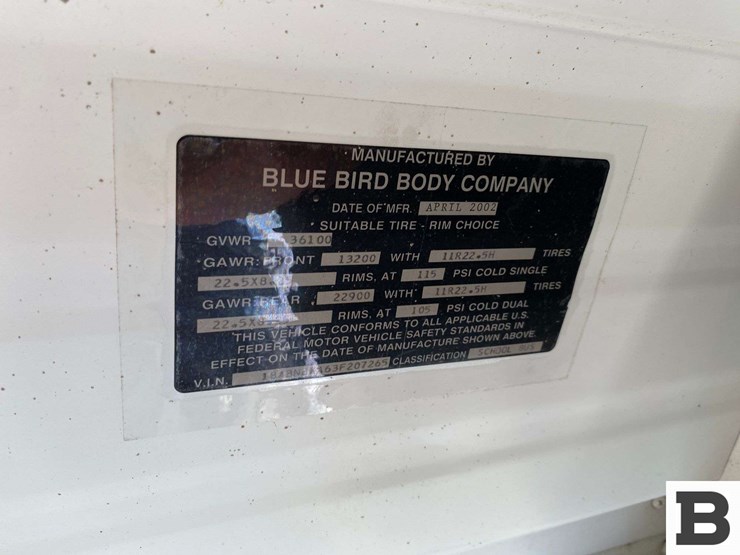 MANUFACTURED BY
BLUE BIRD BODY COMPANY
DATE OF MFR. APRIL 2002
SUITABLE TIRE - RIM CHOICE
GVWR 36100
GAWR: FRONT 13200 WITH 11R22.5H TIRES
RIMS. AT 115 PSI COLD SINGLE
GAWR: REAR 22900 WITH 11R22.5H TIRES
RIMS. AT 105 PSI COLD DUAL
THIS VEHICLE CONFORMS TO ALL APPLICABLE U.S.
FEDERAL MOTOR VEHICLE SAFETY STANDARDS IN
EFFECT ON THE DATE OF MANUFACTURE SHOWN ABOVE.
V.I.N. CLASSIFICATION SCHOOL BUS
B